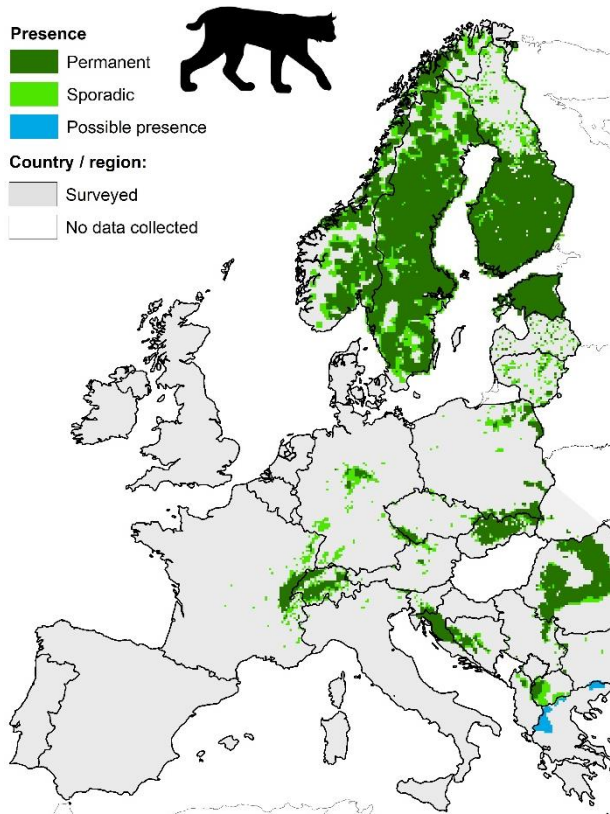 Presence
Permanent
Sporadic
Possible presence
Country / region:
Surveyed
No data collected